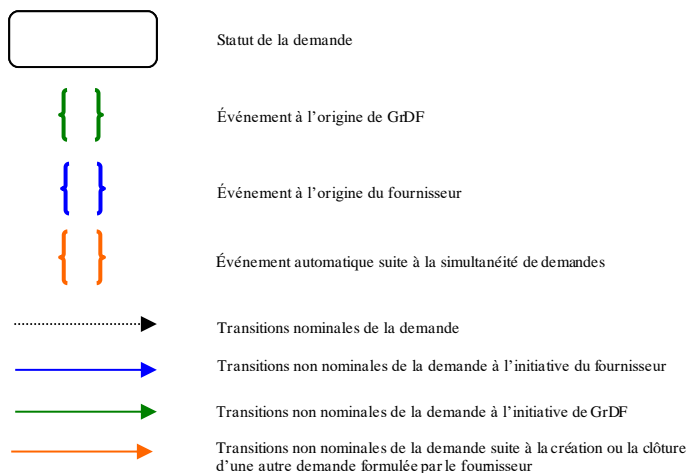 Statut de la demande
Événement à l’origine de GrDF
Événement à l’origine du fournisseur
Événement automatique suite à la simultanéité de demandes
Transitions nominales de la demande
Transitions non nominales de la demande à l’initiative du fournisseur
Transitions non nominales de la demande à l’initiative de GrDF
Transitions non nominales de la demande suite à la création ou la clôture
d’une autre demande formulée par le fournisseur